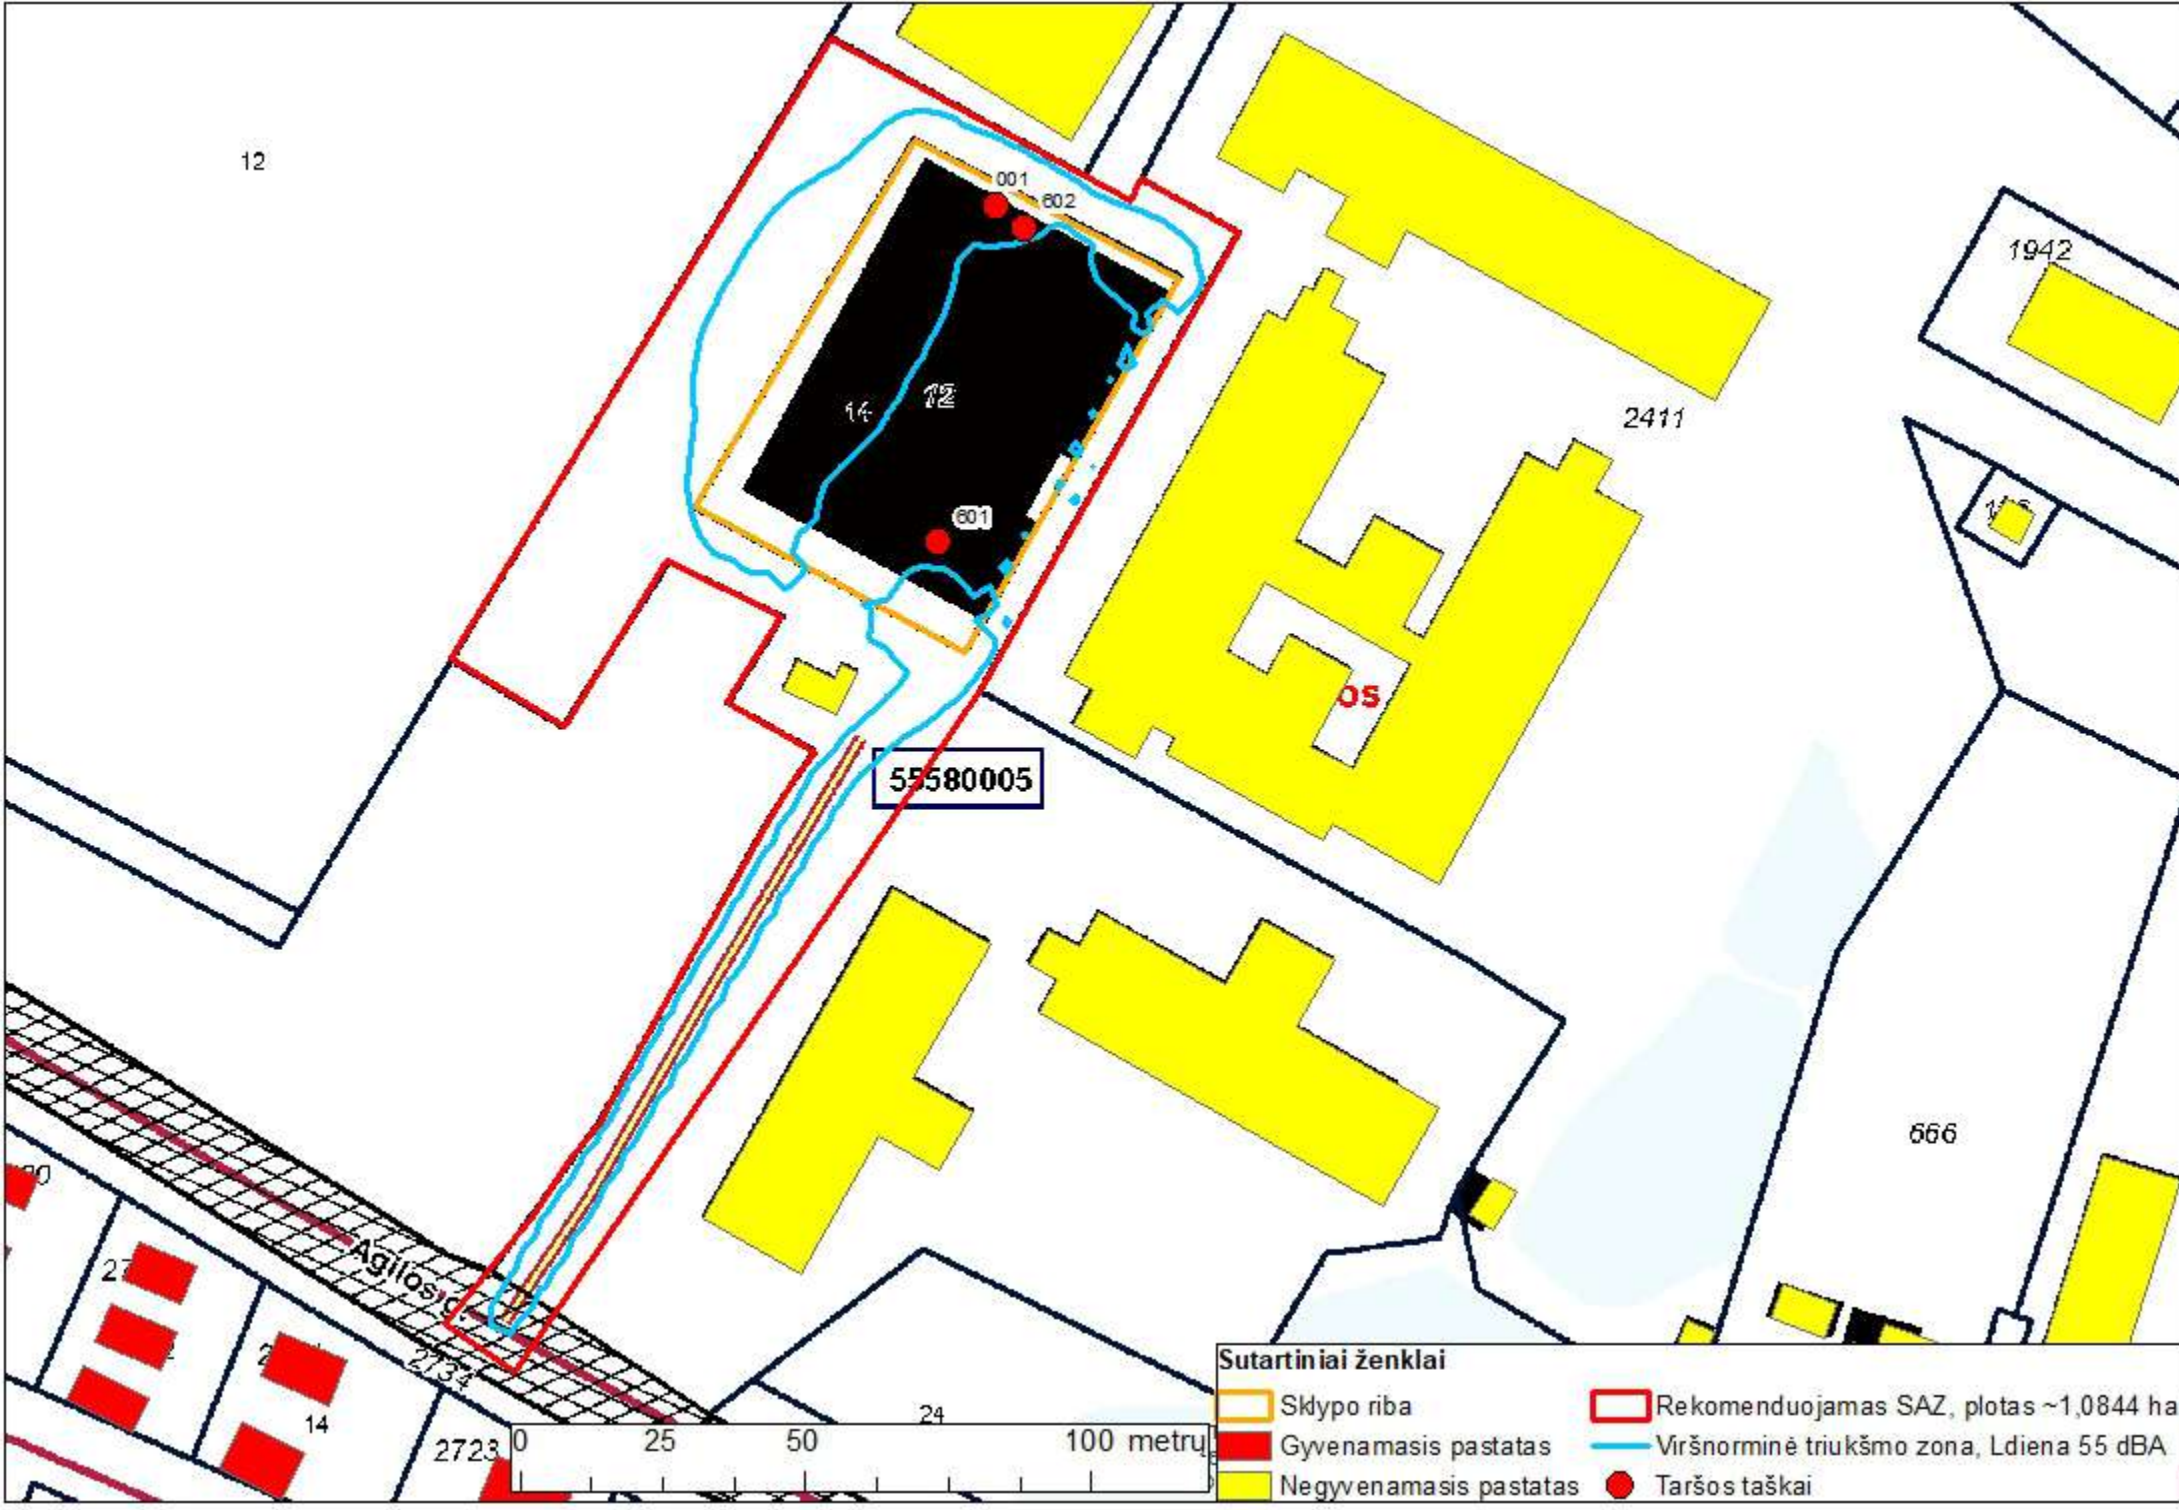 12
001
602
1942
14
12
2411
601
OS
55580005
666
Agilos g.
2734
14
24
2723
0 25 50 100 metrų
Sutartiniai ženklai
Sklypo riba
Rekomenduojamas SAZ, plotas ~1,0844 ha
Gyvenamasis pastatas
Viršnorminė triukšmo zona, Ldiena 55 dBA
Negyvenamasis pastatas
Taršos taškai